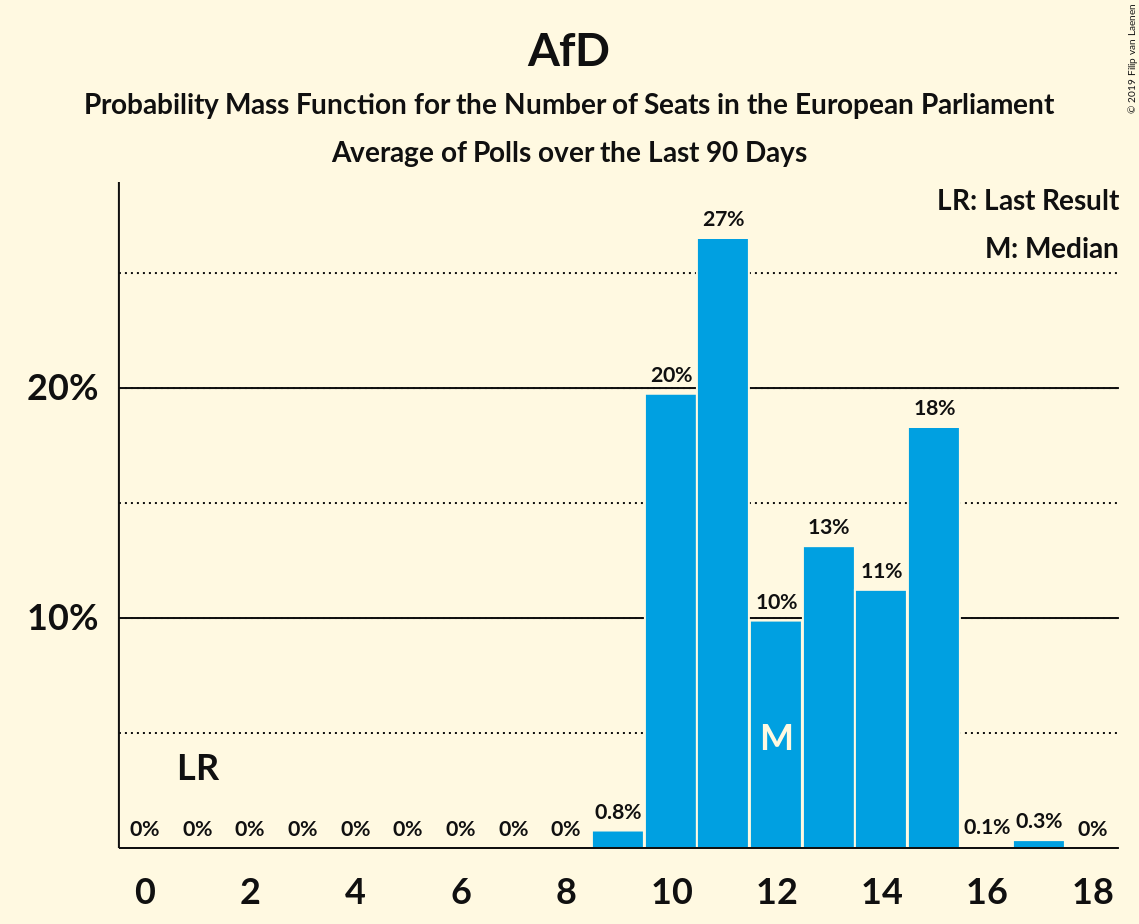 AfD
Probability Mass Function for the Number of Seats in the European Parliament
Average of Polls over the Last 90 Days
© 2019 Filip van Laenen
LR: Last Result
M: Median
27%
20%
20%
18%
13%
11%
10%
10%
M
LR
0% 0% 0% 0% 0% 0% 0% 0% 0% 0.8% 0.1% 0.3% 0%
0 2 4 6 8 10 12 14 16 18